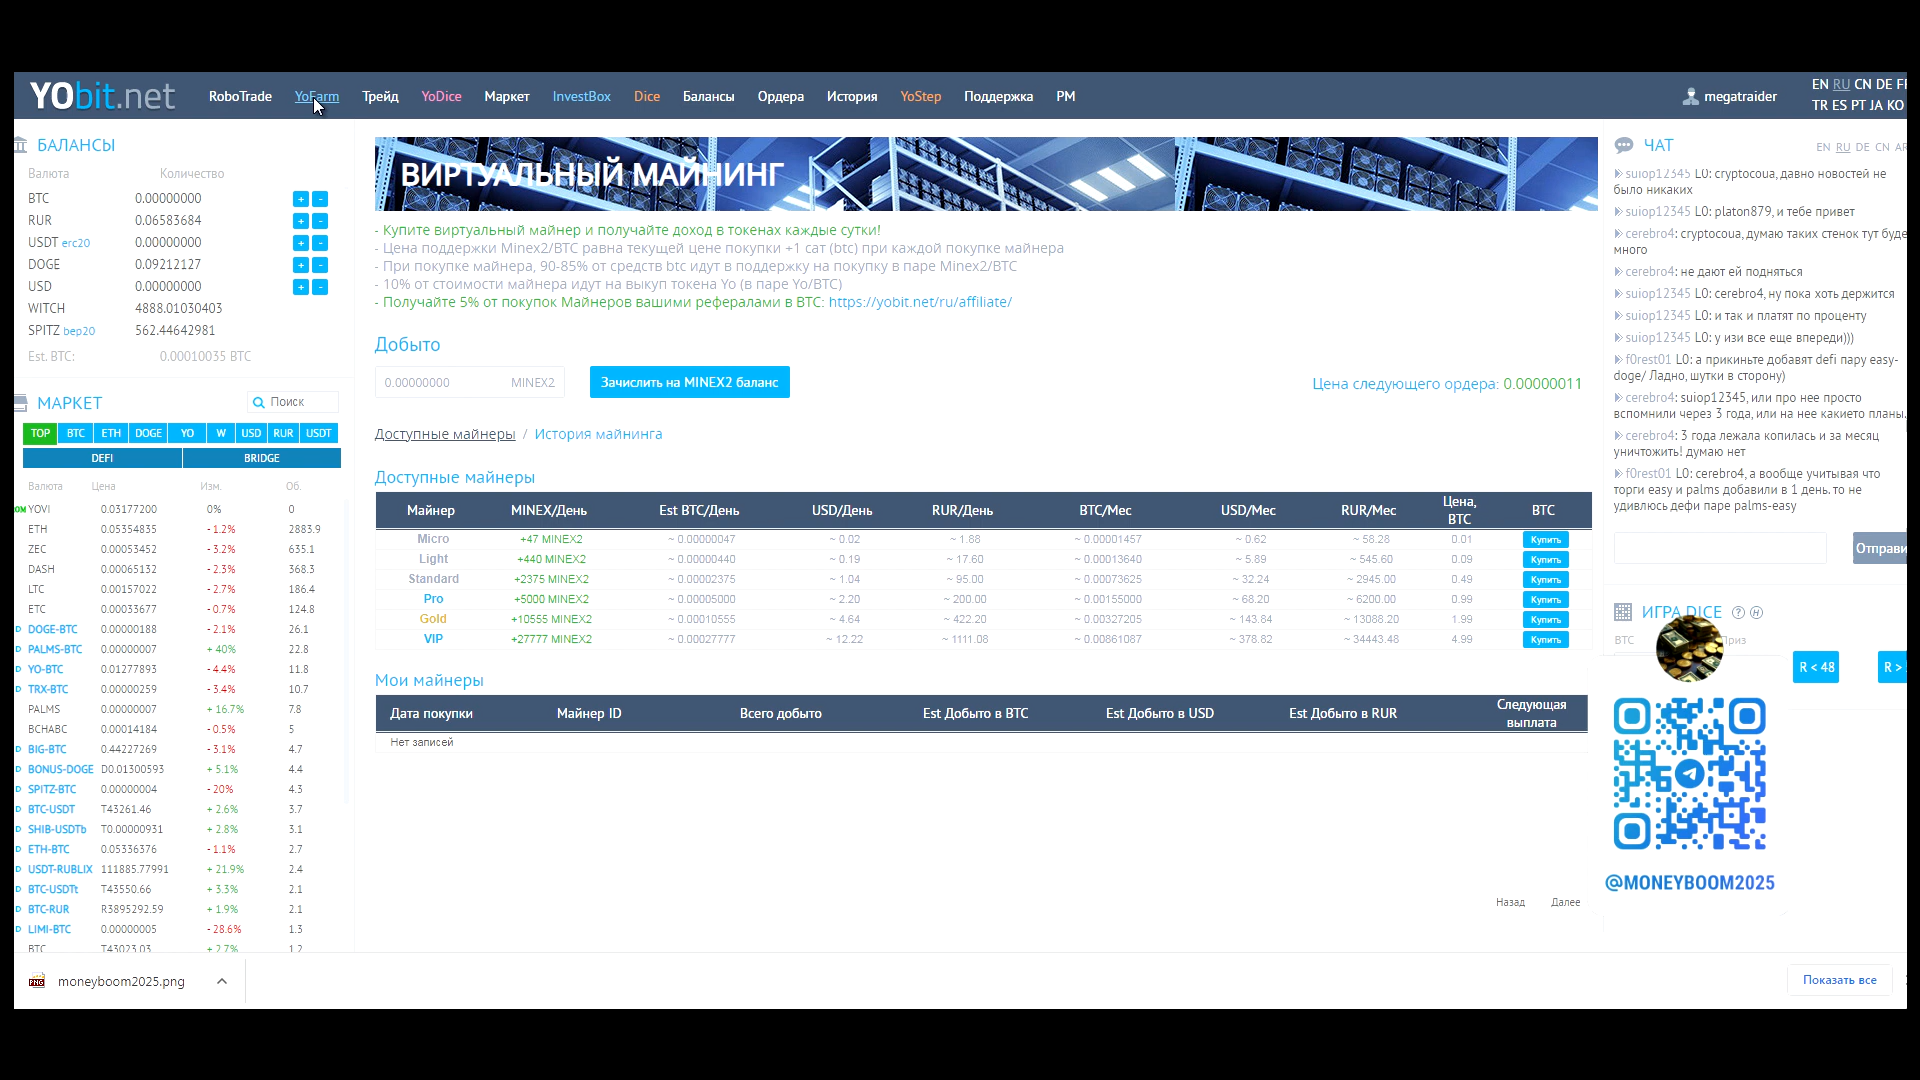 YObit.net
RoboTrade YoFarm Трейд YoDice Маркет InvestBox Dice Балансы Ордера История YoStep Поддержка PM
megatraider
EN RU CN DE
TR ES PT JA KO
БАЛАНСЫ
Валюта Количество
BTC 0.00000000 + -
RUR 0.06583684 + -
USDT erc20 0.00000000 + -
DOGE 0.09212127 + -
USD 0.00000000 + -
WITCH 4888.01030403
SPITZ bep20 562.44642981
Est. BTC: 0.00010035 BTC
МАРКЕТ Поиск
TOP BTC ETH DOGE YO W USD RUR USDT
DEFI BRIDGE
Валюта Цена Изм. Об.
YOVI 0.03177200 0% 0
ETH 0.05354835 - 1.2% 2883.9
ZEC 0.00053452 - 3.2% 635.1
DASH 0.00065132 - 2.3% 368.3
LTC 0.00157022 - 2.7% 186.4
ETC 0.00033677 - 0.7% 124.8
D DOGE-BTC 0.00000188 - 2.1% 26.1
D PALMS-BTC 0.00000007 + 40% 22.8
D YO-BTC 0.01277893 - 4.4% 11.8
D TRX-BTC 0.00000259 - 3.4% 10.7
PALMS 0.00000007 + 16.7% 7.8
BCHABC 0.00014184 - 0.5% 5
D BIG-BTC 0.44227269 - 3.1% 4.7
D BONUS-DOGE D0.01300593 + 5.1% 4.4
D SPITZ-BTC 0.00000004 - 20% 4.3
D BTC-USDT T43261.46 + 2.6% 3.7
D SHIB-USDTb T0.00000931 + 2.8% 3.1
D ETH-BTC 0.05336376 - 1.1% 2.7
D USDT-RUBLIX 111885.77991 + 21.9% 2.4
D BTC-USDTt T43550.66 + 3.3% 2.1
D BTC-RUR R3895292.59 + 1.9% 2.1
D LIMI-BTC 0.00000005 - 28.6% 1.3
BTC T43023.03 + 2.7% 1.2
ВИРТУАЛЬНЫЙ МАЙНИНГ
- Купите виртуальный майнер и получайте доход в токенах каждые сутки!
- Цена поддержки Minex2/BTC равна текущей цене покупки +1 сат (btc) при каждой покупке майнера
- При покупке майнера, 90-85% от средств btc идут в поддержку на покупку в паре Minex2/BTC
- 10% от стоимости майнера идут на выкуп токена Yo (в паре Yo/BTC)
- Получайте 5% от покупок Майнеров вашими рефералами в BTC: https://yobit.net/ru/affiliate/
Добыто
0.00000000 MINEX2 Зачислить на MINEX2 баланс Цена следующего ордера: 0.00000011
Доступные майнеры / История майнинга
Доступные майнеры
Майнер MINEX/День Est BTC/День USD/День RUR/День BTC/Мес USD/Мес RUR/Мес Цена, BTC BTC
Micro +47 MINEX2 ~ 0.00000047 ~ 0.02 ~ 1.88 ~ 0.00001457 ~ 0.62 ~ 58.28 0.01 Купить
Light +440 MINEX2 ~ 0.00000440 ~ 0.19 ~ 17.60 ~ 0.00013640 ~ 5.89 ~ 545.60 0.09 Купить
Standard +2375 MINEX2 ~ 0.00002375 ~ 1.04 ~ 95.00 ~ 0.00073625 ~ 32.24 ~ 2945.00 0.49 Купить
Pro +5000 MINEX2 ~ 0.00005000 ~ 2.20 ~ 200.00 ~ 0.00155000 ~ 68.20 ~ 6200.00 0.99 Купить
Gold +10555 MINEX2 ~ 0.00010555 ~ 4.64 ~ 422.20 ~ 0.00327205 ~ 143.84 ~ 13088.20 1.99 Купить
VIP +27777 MINEX2 ~ 0.00027777 ~ 12.22 ~ 1111.08 ~ 0.00861087 ~ 378.82 ~ 34443.48 4.99 Купить
Мои майнеры
Дата покупки Майнер ID Всего добыто Est Добыто в BTC Est Добыто в USD Est Добыто в RUR Следующая выплата
Нет записей
Назад Далее
ЧАТ EN RU DE CN AR
suiop12345 L0: cryptocoua, давно новостей не
было никаких
suiop12345 L0: platon879, и тебе привет
cerebro4: cryptocoua, думаю таких стенок тут буде
много
cerebro4: не дают ей подняться
suiop12345 L0: cerebro4, ну пока хоть держится
suiop12345 L0: и так и платят по проценту
suiop12345 L0: у изи все еще впереди)))
f0rest01 L0: а прикиньте добавят defi пару easy-
doge/ Ладно, шутки в сторону)
cerebro4: suiop12345, или про нее просто
вспомнили через 3 года, или на нее какието планы,
cerebro4: 3 года лежала копилась и за месяц
уничтожить! думаю нет
f0rest01 L0: cerebro4, а вообще учитывая что
торги easy и palms добавили в 1 день. то не
удивлюсь дефи паре palms-easy
Отправи
ИГРА DICE ? H
BTC Приз
R < 48 R >
@MONEYBOOM2025
moneyboom2025.png
Показать все